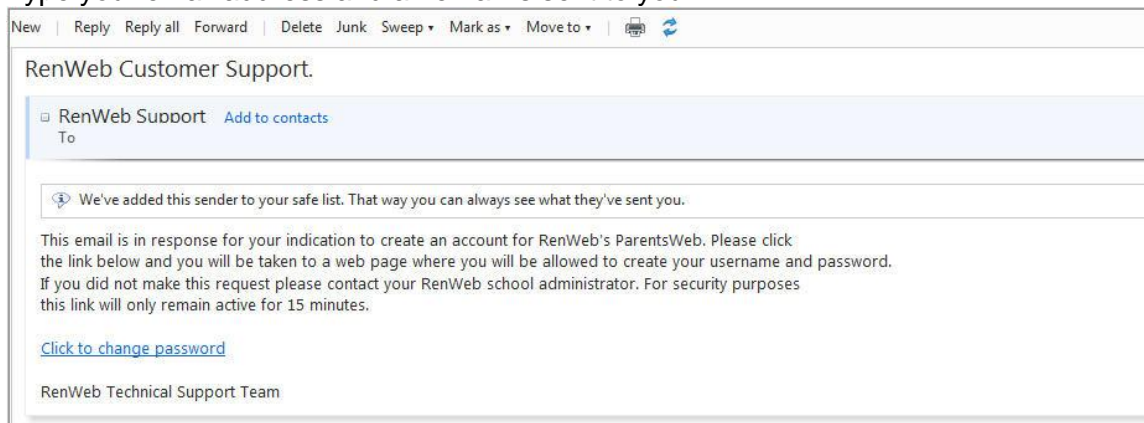 New | Reply Reply all Forward | Delete Junk Sweep Mark as Move to |
RenWeb Customer Support.
RenWeb Support Add to contacts
To
We've added this sender to your safe list. That way you can always see what they've sent you.
This email is in response for your indication to create an account for RenWeb's ParentsWeb. Please click
the link below and you will be taken to a web page where you will be allowed to create your username and password.
If you did not make this request please contact your RenWeb school administrator. For security purposes
this link will only remain active for 15 minutes.
Click to change password
RenWeb Technical Support Team